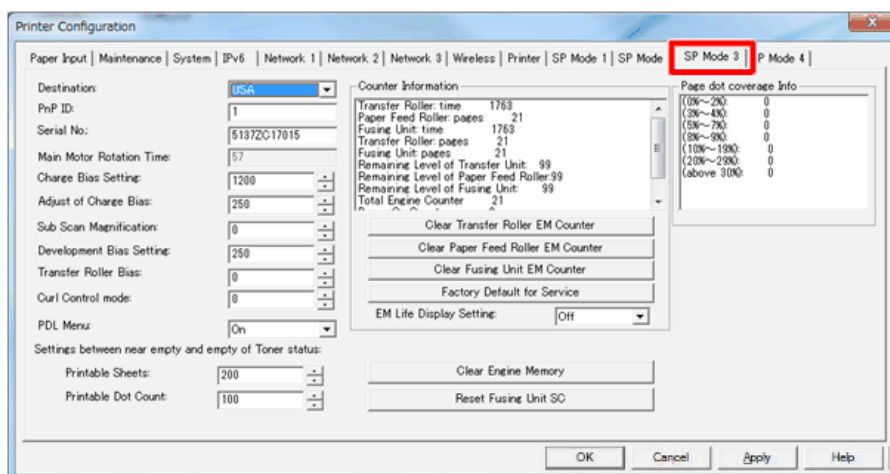 Printer Configuration
Paper Input | Maintenance | System | IPv6 | Network 1 | Network 2 | Network 3 | Wireless | Printer | SP Mode 1 | SP Mode SP Mode 3 P Mode 4
Destination: USA
PnP ID: 1
Serial No.: 5137ZC17015
Main Motor Rotation Time: 57
Charge Bias Setting: 1200
Adjust of Charge Bias: 250
Sub Scan Magnification: 0
Development Bias Setting: 250
Transfer Roller Bias: 0
Curl Control mode: 0
PDL Menu: On
Settings between near empty and empty of Toner status:
Printable Sheets: 200
Printable Dot Count: 100
Counter Information
Transfer Roller: time 1763
Paper Feed Roller: pages 21
Fusing Unit: time 1763
Transfer Roller: pages 21
Fusing Unit: pages 21
Remaining Level of Transfer Unit: 99
Remaining Level of Paper Feed Roller:99
Remaining Level of Fusing Unit: 99
Total Engine Counter 21
Clear Transfer Roller EM Counter
Clear Paper Feed Roller EM Counter
Clear Fusing Unit EM Counter
Factory Default for Service
EM Life Display Setting: Off
Clear Engine Memory
Reset Fusing Unit SC
Page dot coverage Info
(0%~2%): 0
(3%~4%): 0
(5%~7%): 0
(8%~9%): 0
(10%~19%): 0
(20%~29%): 0
(above 30%): 0
OK
Cancel
Apply
Help